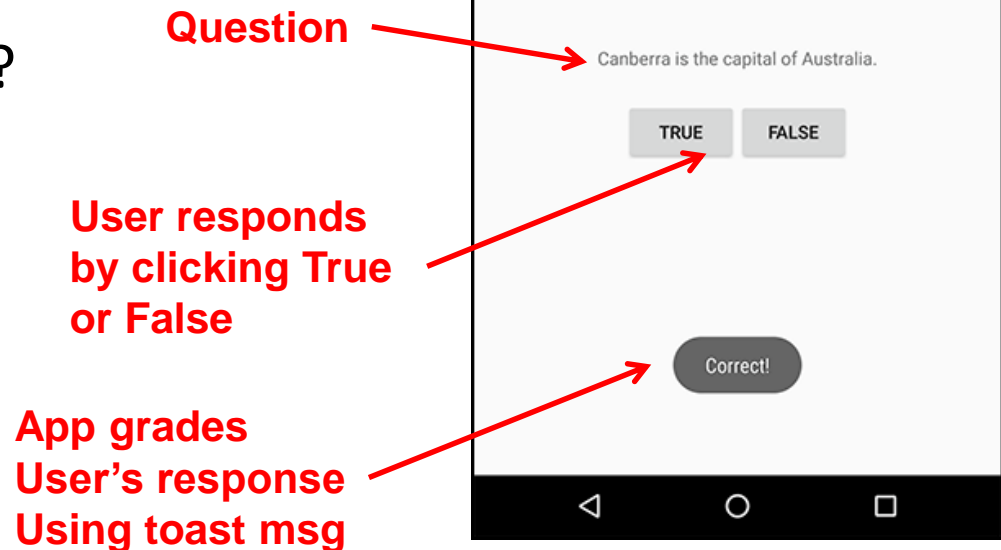 ?
Question
Canberra is the capital of Australia.
TRUE FALSE
User responds
by clicking True
or False
Correct!
App grades
User's response
Using toast msg